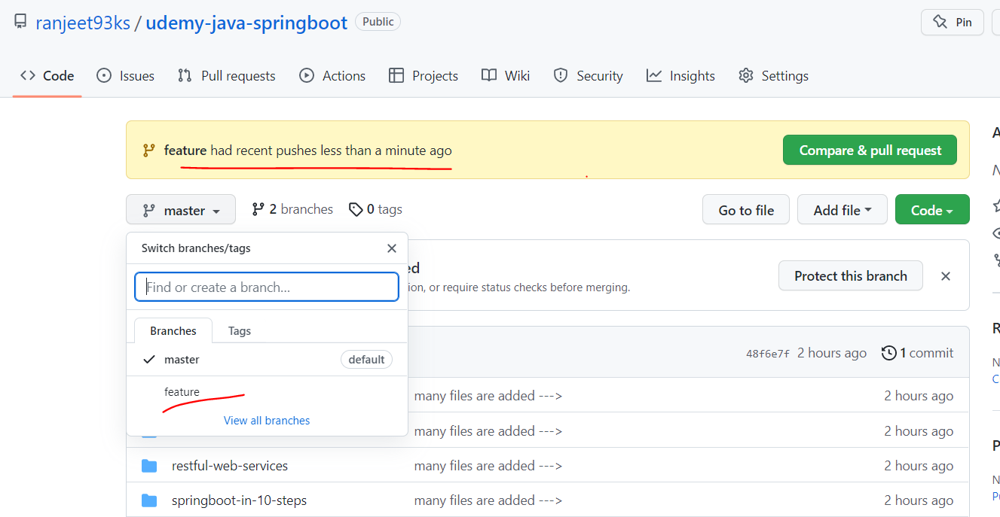 ranjeet93ks / udemy-java-springboot Public Pin
Code Issues Pull requests Actions Projects Wiki Security Insights Settings
feature had recent pushes less than a minute ago Compare & pull request
master 2 branches 0 tags Go to file Add file Code
Switch branches/tags
Find or create a branch...
ed
ion, or require status checks before merging.
Protect this branch
Branches Tags
master default
48f6e7f 2 hours ago 1 commit
feature
many files are added ---> 2 hours ago
View all branches
many files are added ---> 2 hours ago
restful-web-services many files are added ---> 2 hours ago
springboot-in-10-steps many files are added ---> 2 hours ago